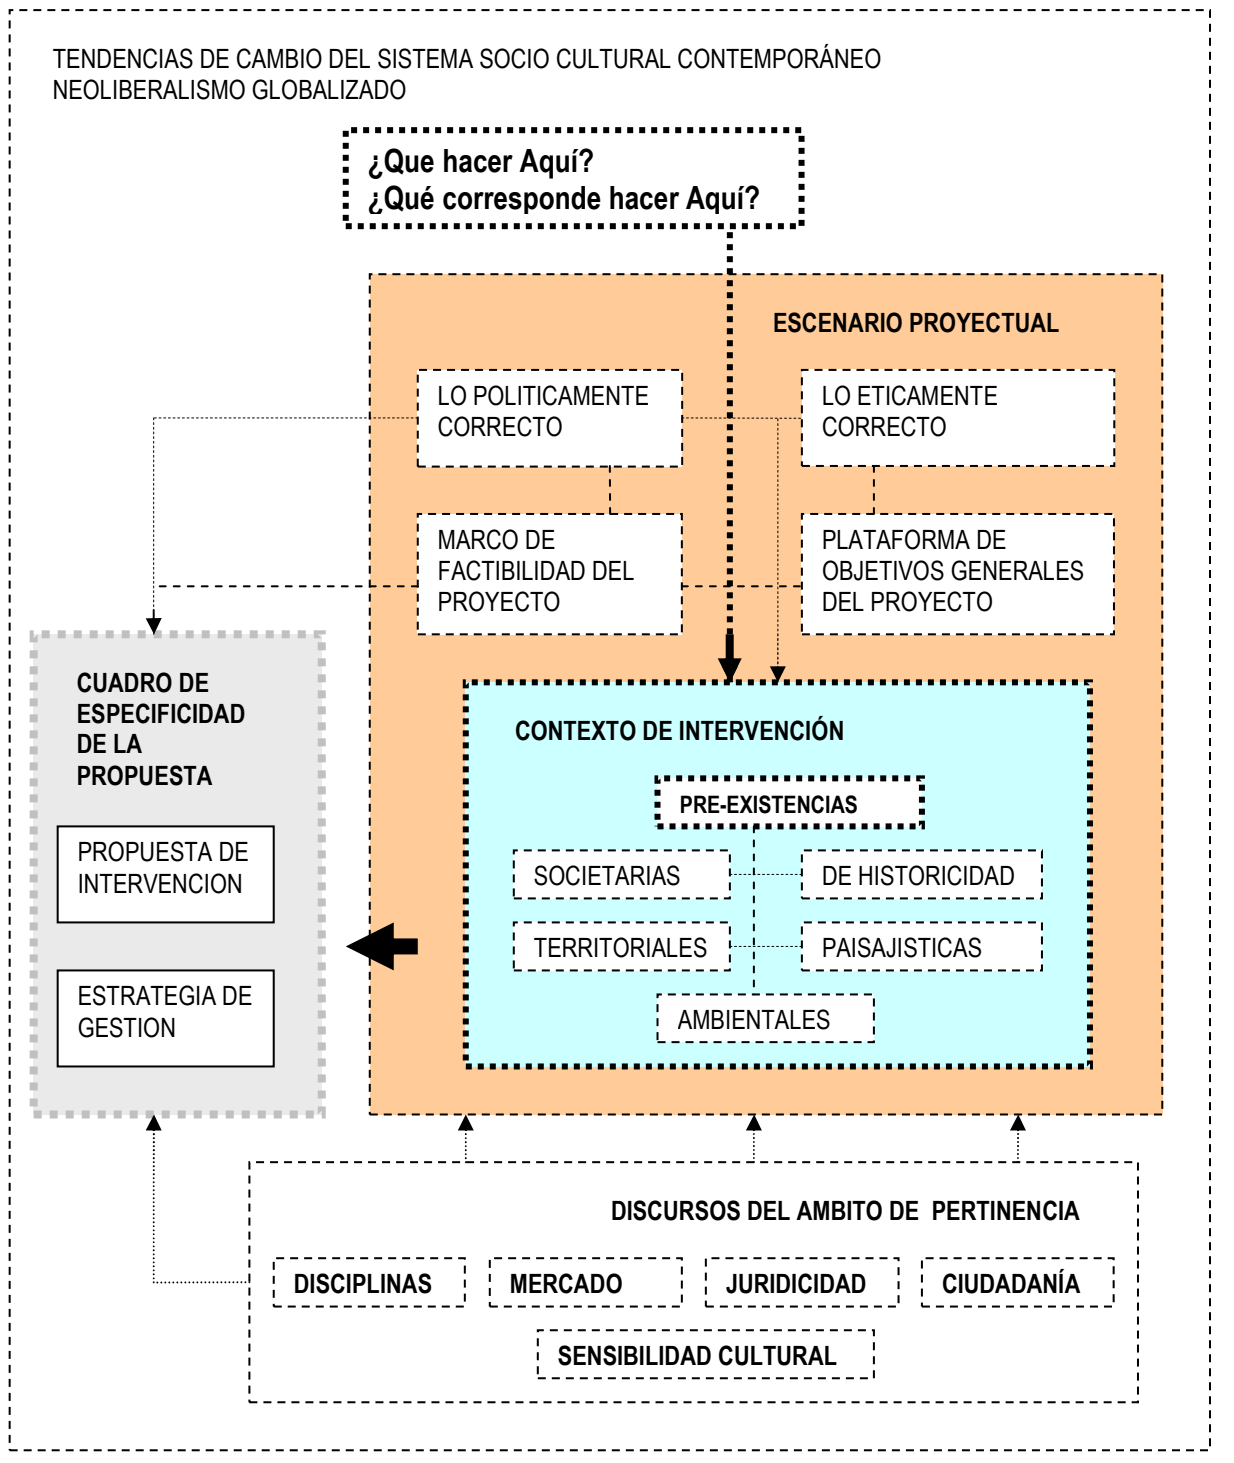 TENDENCIAS DE CAMBIO DEL SISTEMA SOCIO CULTURAL CONTEMPORÁNEO
NEOLIBERALISMO GLOBALIZADO
¿Que hacer Aquí?
¿Qué corresponde hacer Aquí?
ESCENARIO PROYECTUAL
LO POLITICAMENTE
CORRECTO
LO ETICAMENTE
CORRECTO
MARCO DE
FACTIBILIDAD DEL
PROYECTO
PLATAFORMA DE
OBJETIVOS GENERALES
DEL PROYECTO
CUADRO DE
ESPECIFICIDAD
DE LA
PROPUESTA
PROPUESTA DE
INTERVENCION
ESTRATEGIA DE
GESTION
CONTEXTO DE INTERVENCIÓN
PRE-EXISTENCIAS
SOCIETARIAS
DE HISTORICIDAD
TERRITORIALES
PAISAJISTICAS
AMBIENTALES
DISCURSOS DEL AMBITO DE PERTINENCIA
DISCIPLINAS
MERCADO
JURIDICIDAD
CIUDADANÍA
SENSIBILIDAD CULTURAL